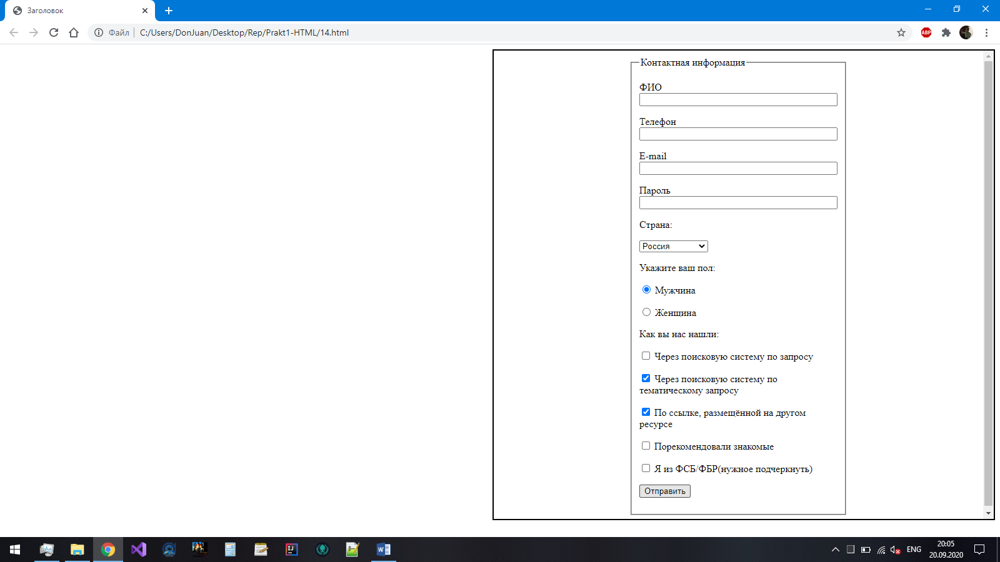 Заголовок
Файл
C:/Users/DonJuan/Desktop/Rep/Prakt1-HTML/14.html
ABP
Контактная информация
ФИО
Телефон
E-mail
Пароль
Страна:
Россия
Укажите ваш пол:
Мужчина
Женщина
Как вы нас нашли:
Через поисковую систему по запросу
Через поисковую систему по
тематическому запросу
По ссылке, размещённой на другом
ресурсе
Порекомендовали знакомые
Я из ФСБ/ФБР(нужное подчеркнуть)
Отправить
IJ
W
ENG
20:05
20.09.2020